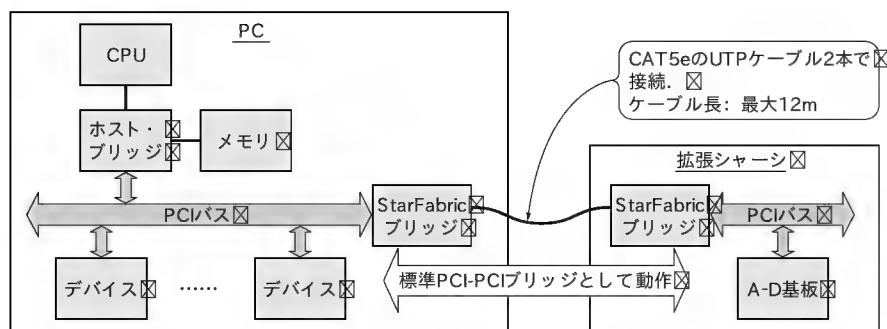 PC
CPU
CAT5eのUTPケーブル2本で
接続.
ケーブル長：最大12m
ホスト・
ブリッジ
メモリ
拡張シャーシ
PCIバス
StarFabric
ブリッジ
StarFabric
ブリッジ
PCIバス
デバイス
……
デバイス
標準PCI-PCIブリッジとして動作
A-D基板